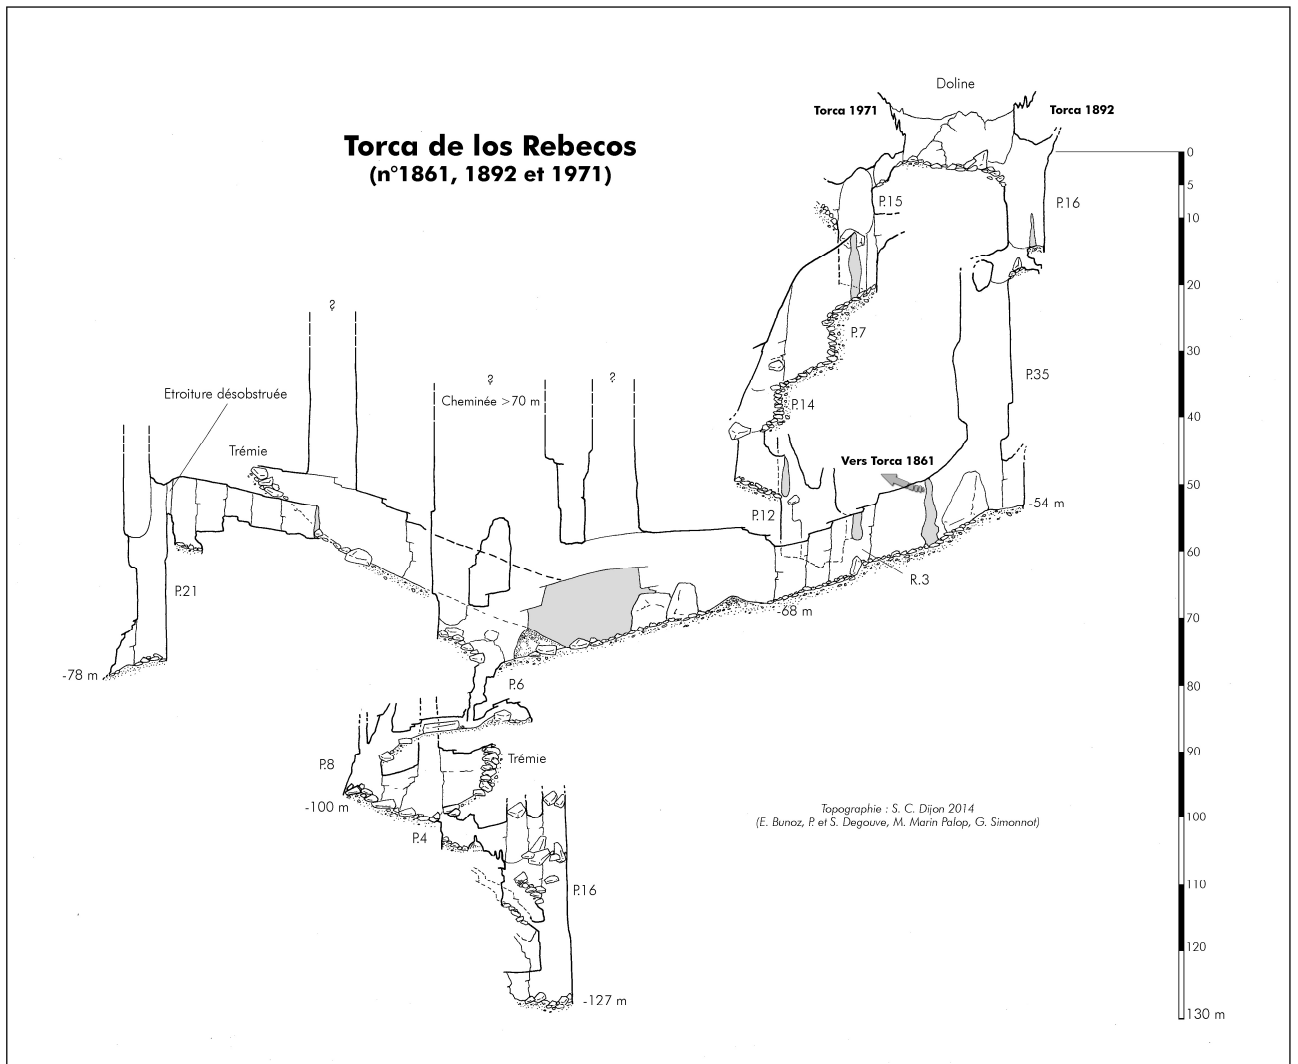 Doline
Torca 1971
Torca 1892
Torca de los Rebecos
(n°1861, 1892 et 1971)
0
5
10
20
30
40
50
60
70
80
90
100
110
120
130 m
P.15
P.16
P.7
P.35
P.14
?
?
?
Cheminée >70 m
Etroiture désobstruée
Trémie
Vers Torca 1861
-54 m
P.12
R.3
-68 m
P.21
-78 m
P.6
P.8
Trémie
-100 m
P.4
P.16
-127 m
Topographie : S. C. Dijon 2014
(E. Bunoz, P. et S. Degouve, M. Marin Palop, G. Simonnot)